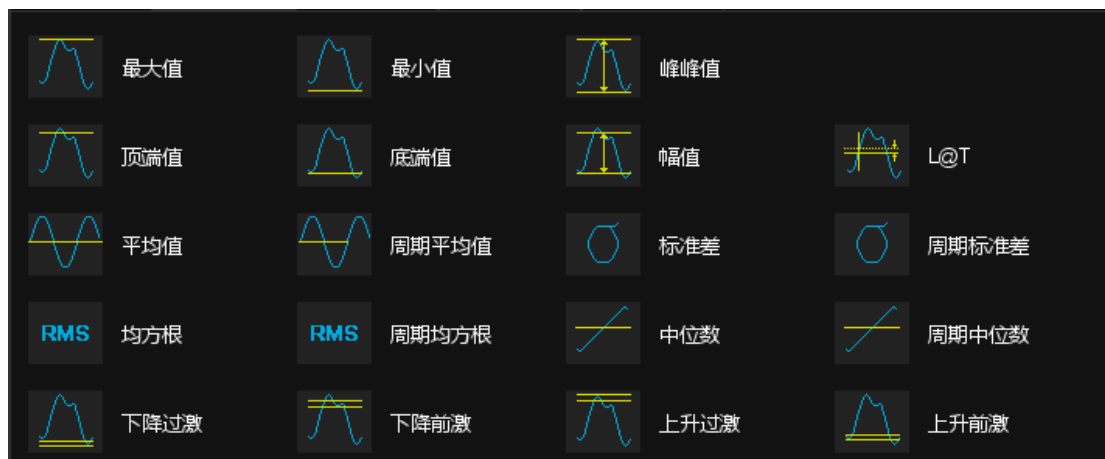 最大值 最小值 峰峰值
顶端值 底端值 幅值 L@T
平均值 周期平均值 标准差 周期标准差
RMS 均方根 RMS 周期均方根 中位数 周期中位数
下降过激 下降前激 上升过激 上升前激